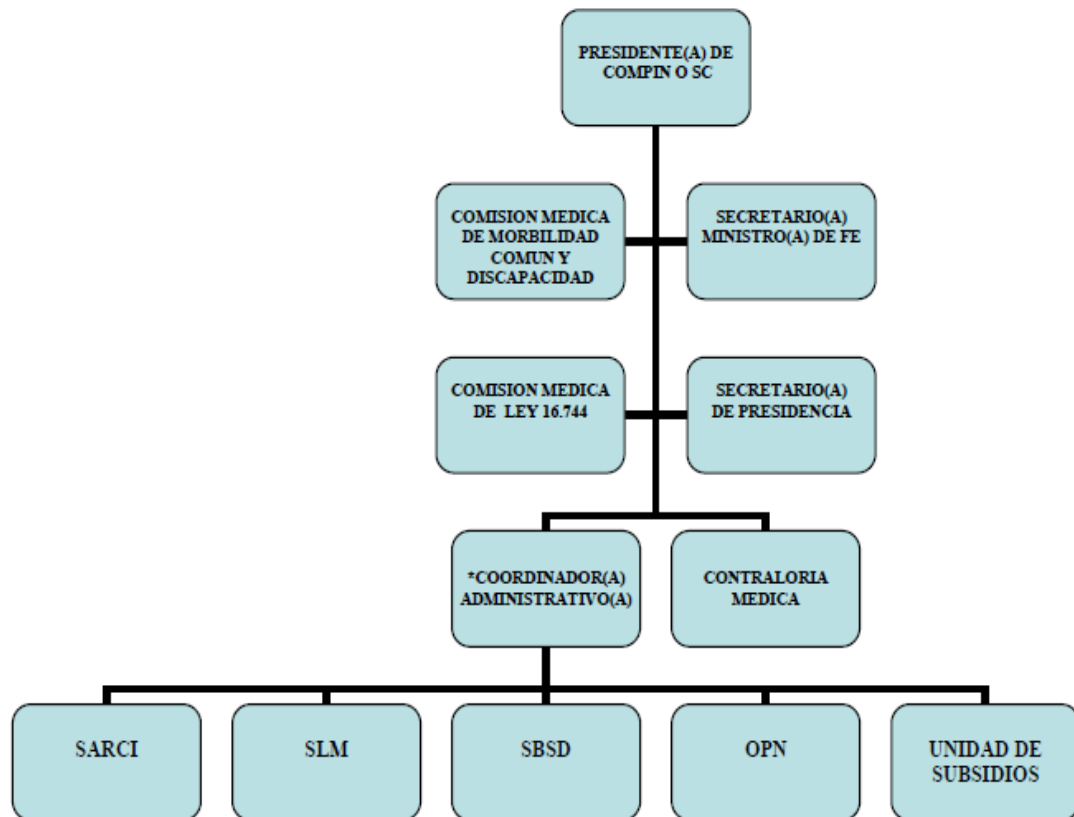 PRESIDENTE(A) DE
COMPIN O SC
COMISION MEDICA
DE MORBILIDAD
COMUN Y
DISCAPACIDAD
SECRETARIO(A)
MINISTRO(A) DE FE
COMISION MEDICA
DE LEY 16.744
SECRETARIO(A)
DE PRESIDENCIA
*COORDINADOR(A)
ADMINISTRATIVO(A)
CONTRALORIA
MEDICA
SARCI
SLM
SBSD
OPN
UNIDAD DE
SUBSIDIOS